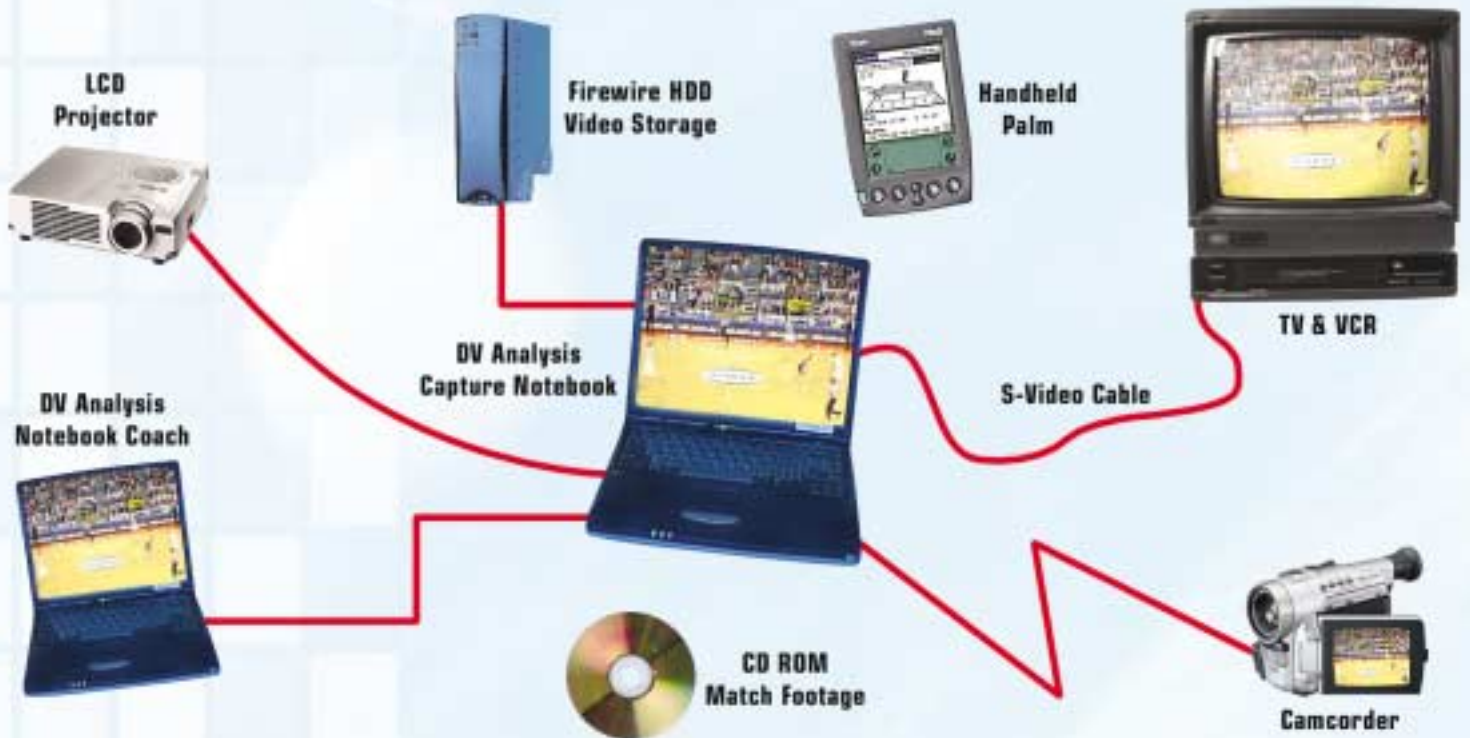 LCD
Projector
Firewire HDD
Video Storage
Handheld
Palm
TV & VCR
DV Analysis
Capture Notebook
S-Video Cable
DV Analysis
Notebook Coach
CD ROM
Match Footage
Camcorder